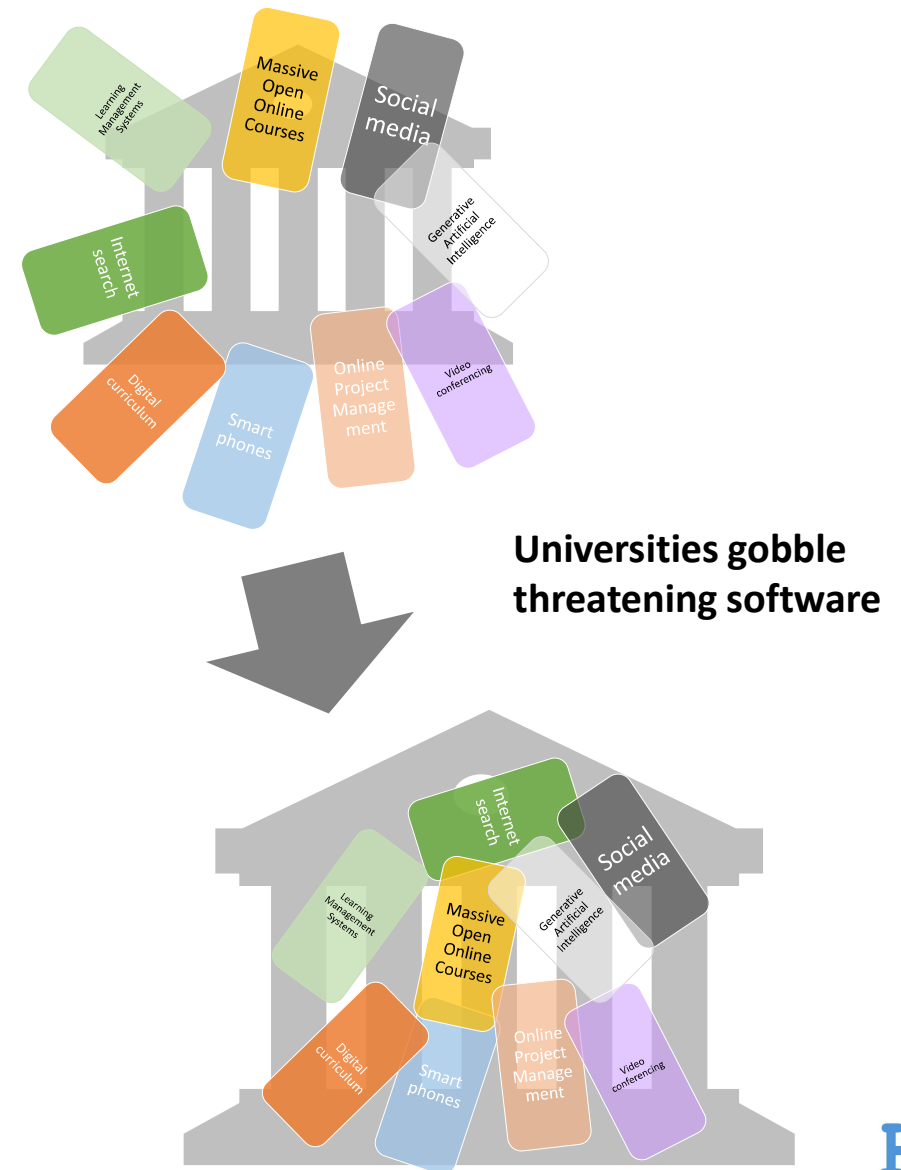 Learning
Management
Systems
Massive
Open
Online
Courses
Social
media
Generative
Artificial
Intelligence
Internet
search
Digital
curriculum
Smart
phones
Online
Project
Manage
ment
Video
conferencing
Universities gobble
threatening software
Internet
search
Social
media
Learning
Management
Systems
Massive
Open
Online
Courses
Generative
Artificial
Intelligence
Digital
curriculum
Smart
phones
Online
Project
Manage
ment
Video
conferencing